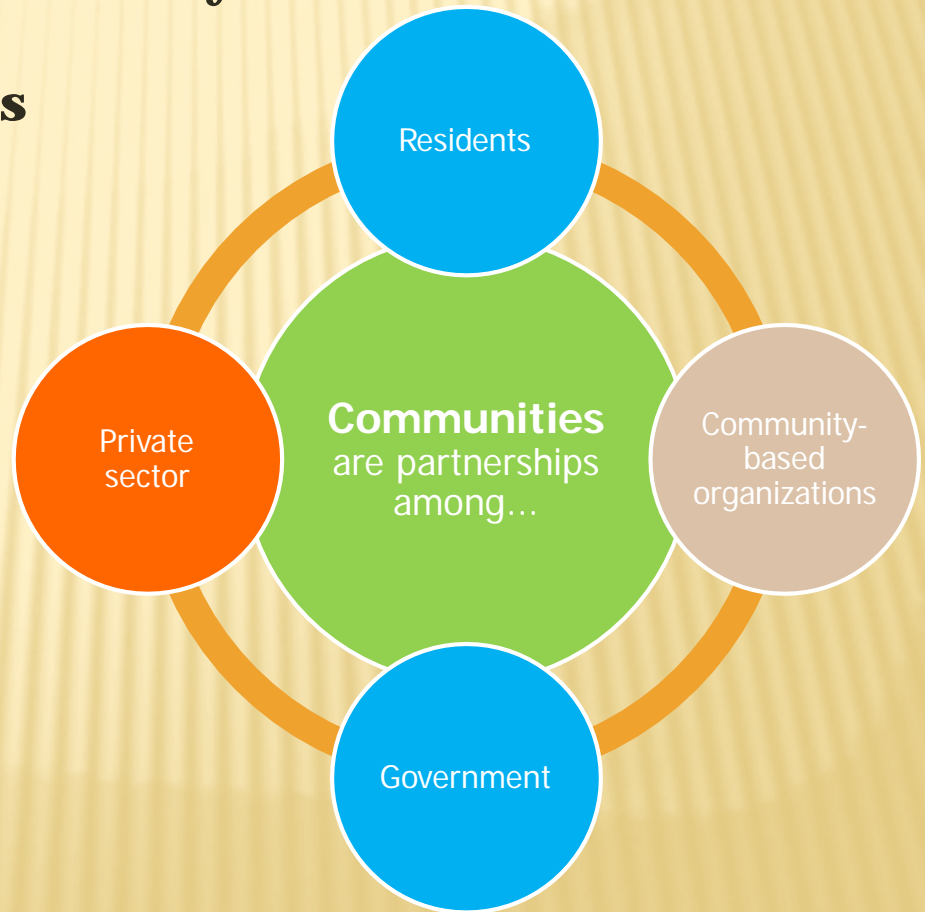 s
Residents
Communities
are partnerships
among...
Private
sector
Community-
based
organizations
Government